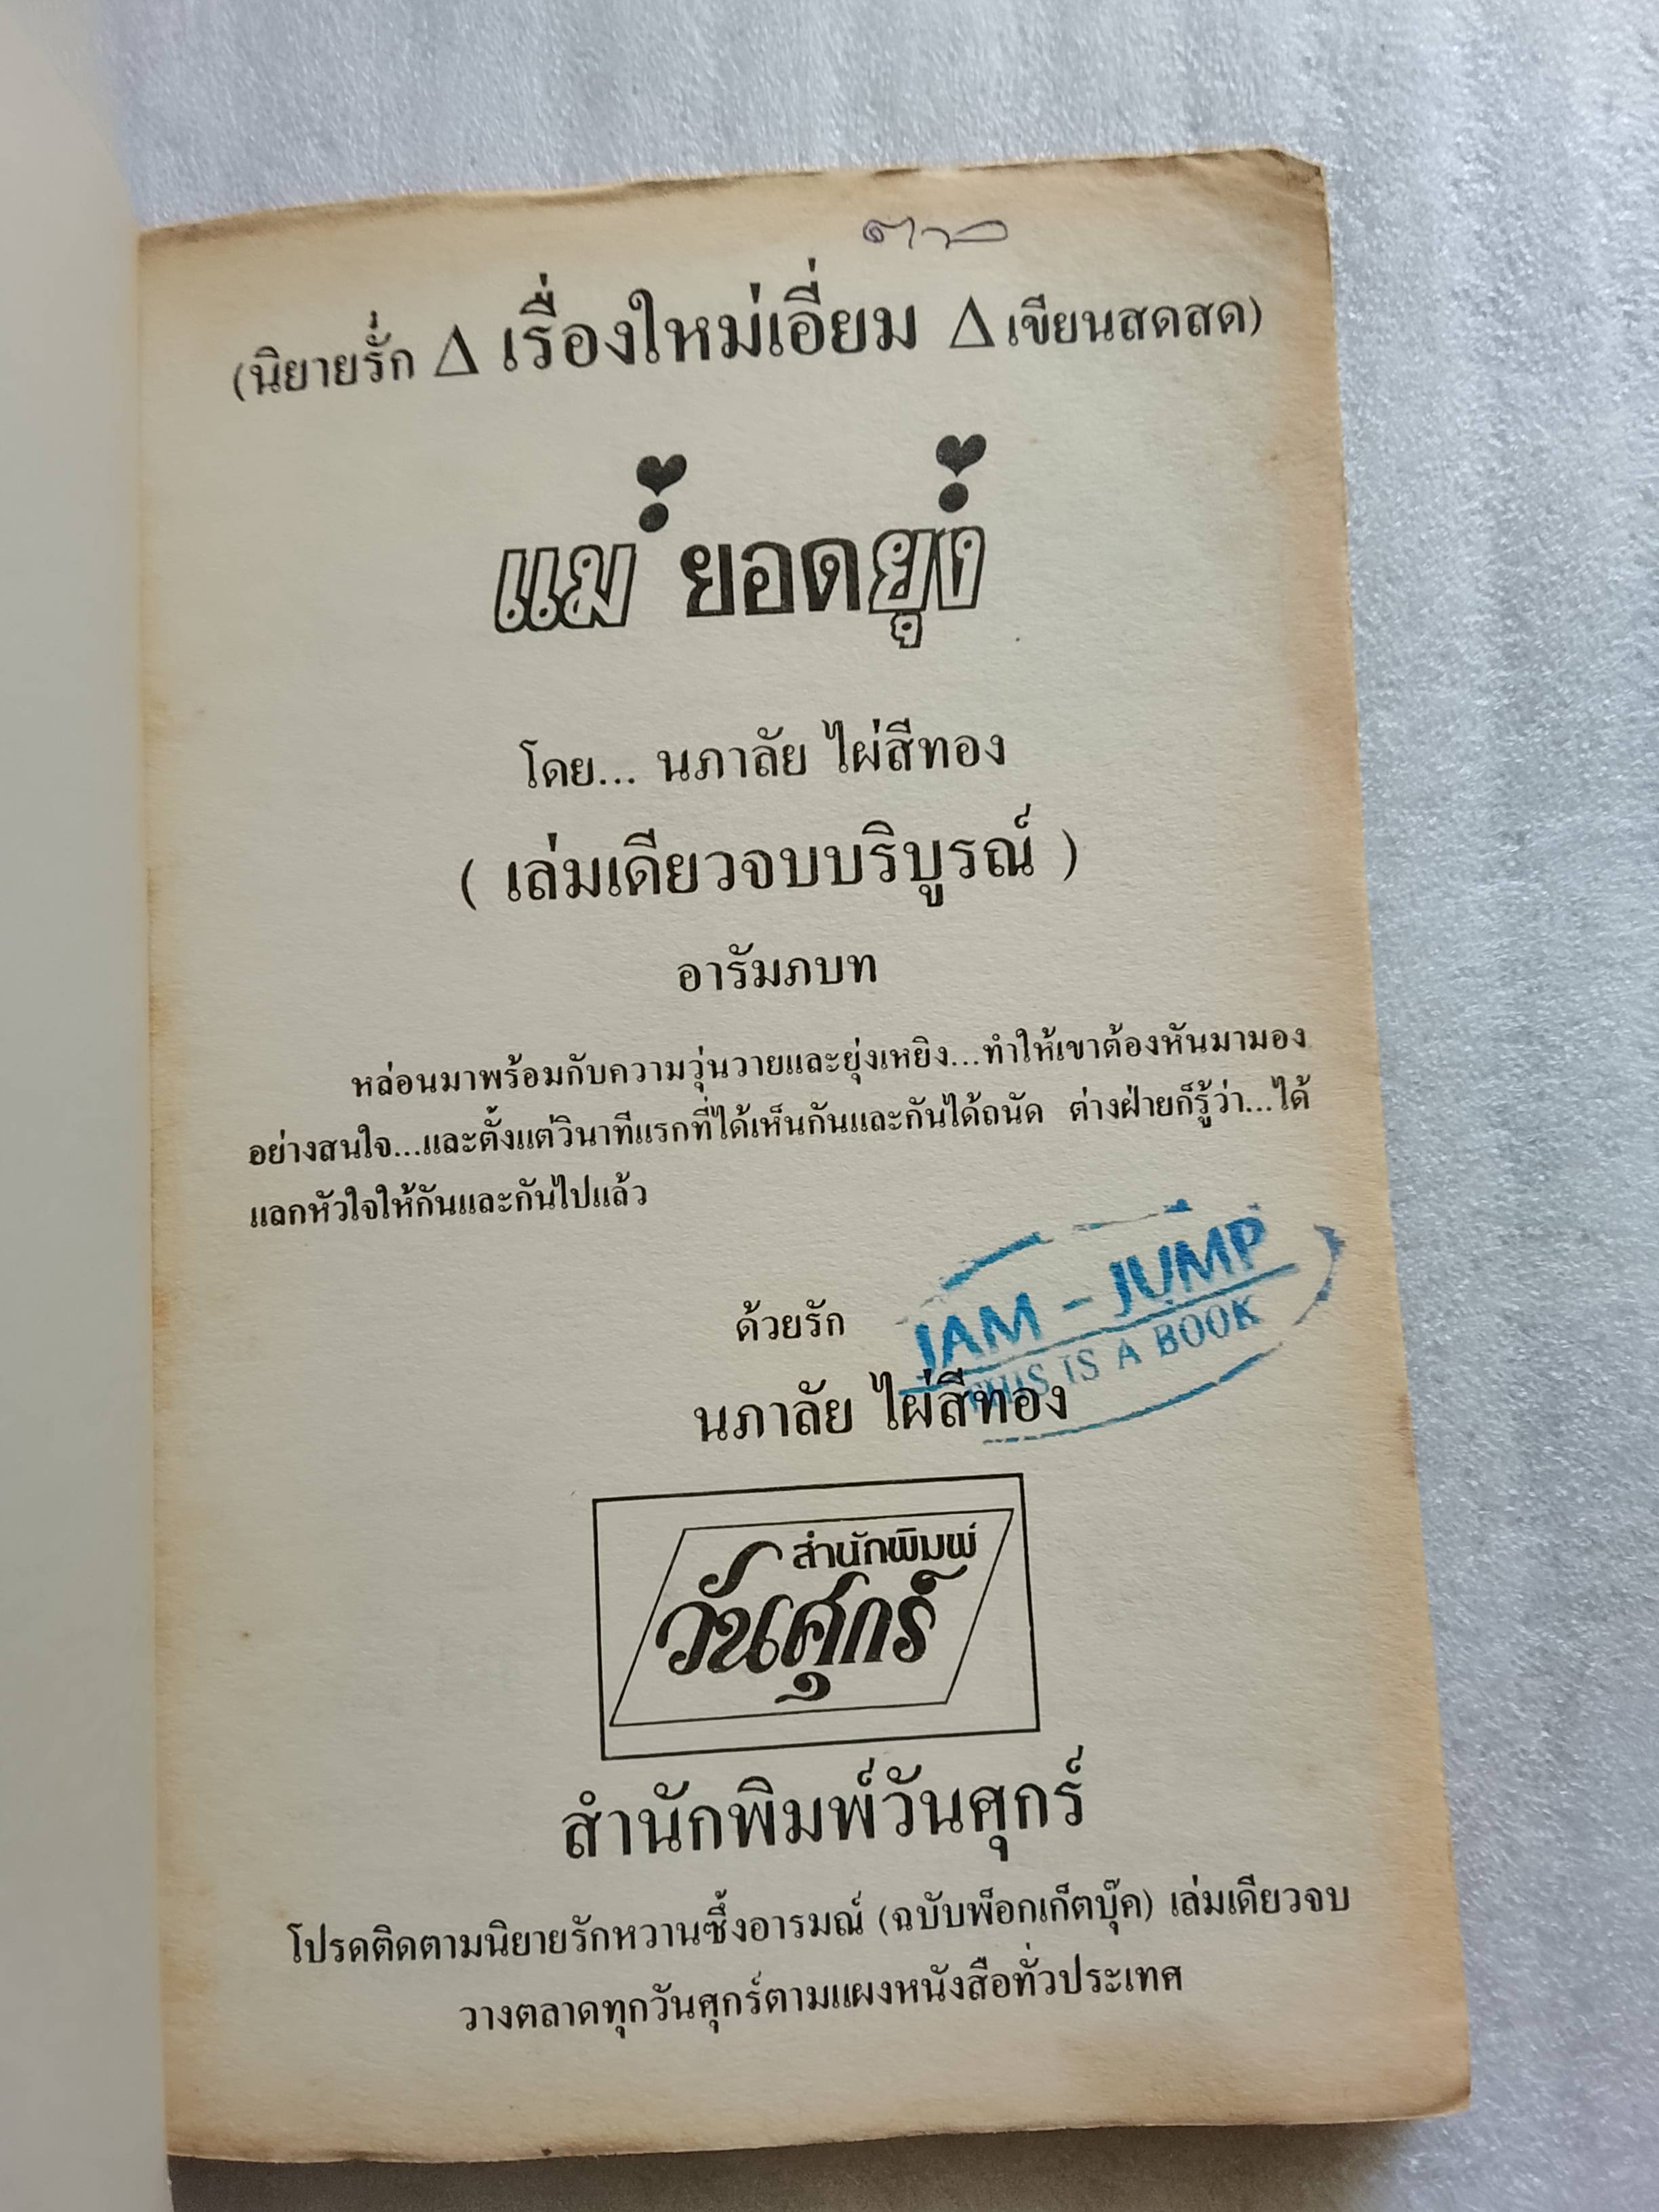 (นิยายรัก Δ เรื่องใหม่เอี่ยม Δ เขียนสดสด)
แม่ยอดยุ่ง
โดย... นภาลัย ไผ่สีทอง
( เล่มเดียวจบบริบูรณ์ )
อารัมภบท
หล่อนมาพร้อมกับความวุ่นวายและยุ่งเหยิง...ทำให้เขาต้องหันมามอง
อย่างสนใจ...และตั้งแต่วินาทีแรกที่ได้เห็นกันและกันได้ถนัด ต่างฝ่ายก็รู้ว่า...ได้
แลกหัวใจให้กันและกันไปแล้ว
JAM - JUMP
THIS IS A BOOK
ด้วยรัก
นภาลัย ไผ่สีทอง
สำนักพิมพ์
วันศุกร์
สำนักพิมพ์วันศุกร์
โปรดติดตามนิยายรักหวานซึ้งอารมณ์ (ฉบับพ็อกเก็ตบุ๊ค) เล่มเดียวจบ
วางตลาดทุกวันศุกร์ตามแผงหนังสือทั่วประเทศ